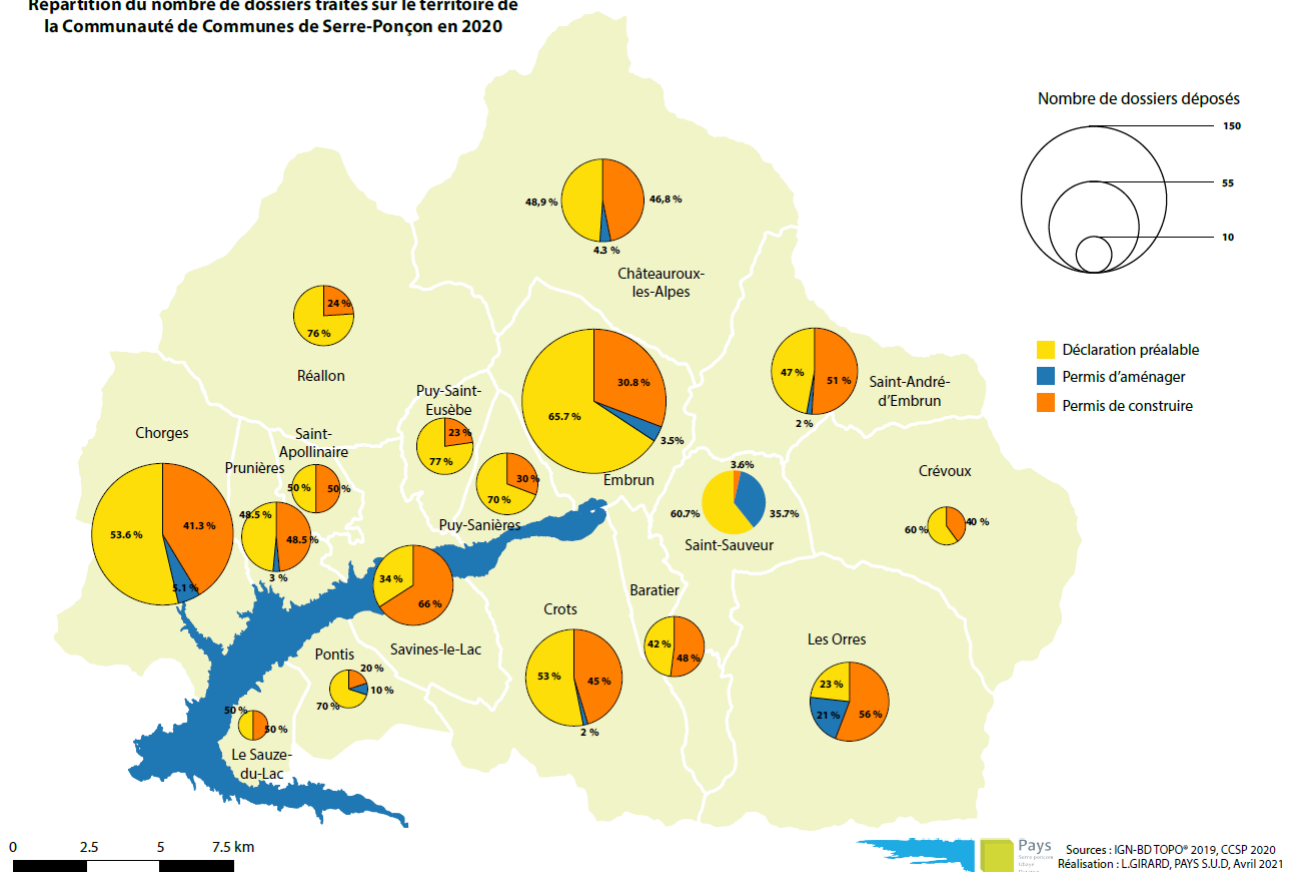 Répartition du nombre de dossiers traités sur le territoire de
la Communauté de Communes de Serre-Ponçon en 2020
Nombre de dossiers déposés
150
55
10
Déclaration préalable
Permis d'aménager
Permis de construire
48,9 %
46,8 %
4.3 %
Châteauroux-
les-Alpes
24 %
76 %
Réallon
Puy-Saint-
Eusèbe
23 %
77 %
30.8 %
65.7 %
3.5%
Embrun
47 %
51 %
2 %
Saint-André-
d'Embrun
Chorges
53.6 %
41.3 %
5.1 %
Saint-
Apollinaire
50 %
50 %
Prunières
48.5 %
48.5 %
3 %
30 %
70 %
Puy-Sanières
3.6%
60.7%
35.7%
Saint-Sauveur
Crévoux
60 %
40 %
34 %
66 %
Savines-le-Lac
Baratier
42 %
48 %
Crots
53 %
45 %
2 %
Les Orres
23 %
21 %
56 %
Pontis
20 %
10 %
70 %
50 %
50 %
Le Sauze-
du-Lac
0 2.5 5 7.5 km
Pays
Sources : IGN-BD TOPO® 2019, CCSP 2020
Réalisation : L.GIRARD, PAYS S.U.D, Avril 2021